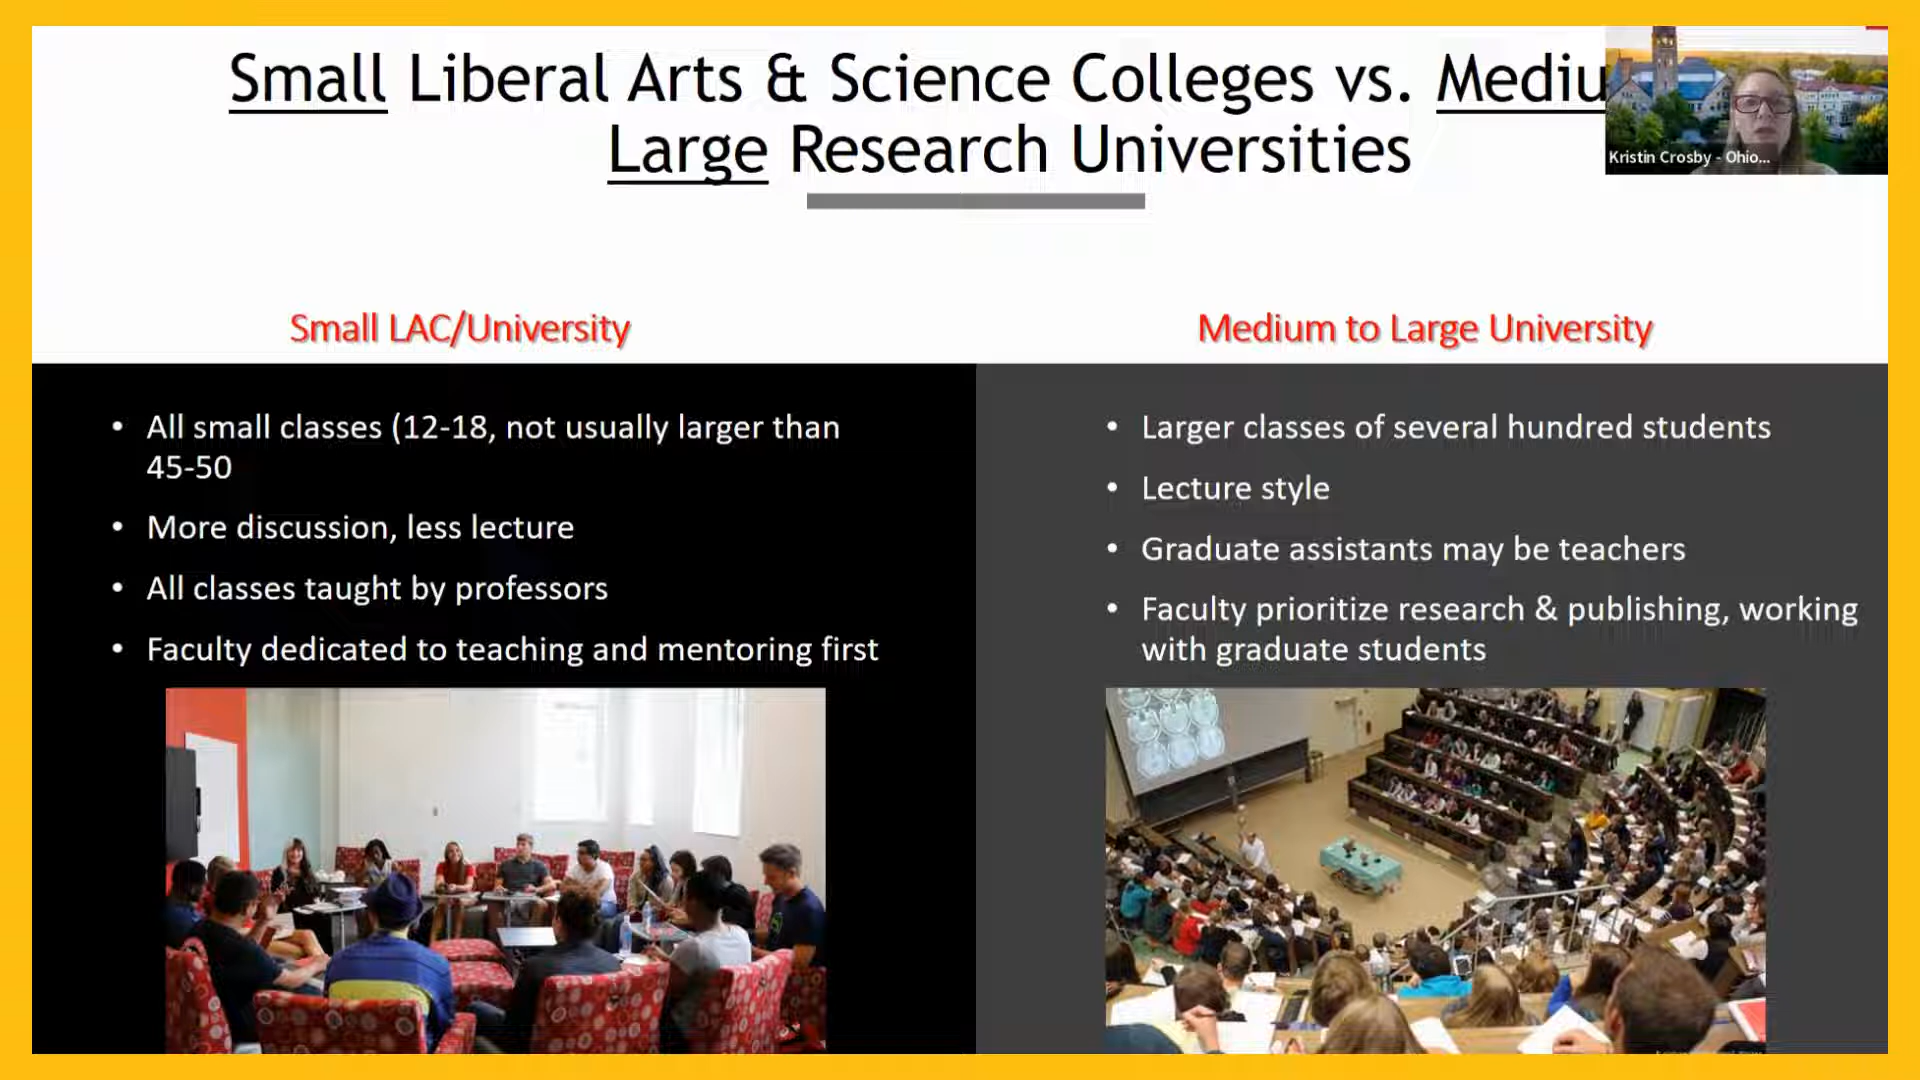 Small Liberal Arts & Science Colleges vs. Mediu
Large Research Universities
Kristin Crosby - Ohio...
Small LAC/University
Medium to Large University
• All small classes (12-18, not usually larger than
45-50
• More discussion, less lecture
• All classes taught by professors
• Faculty dedicated to teaching and mentoring first
• Larger classes of several hundred students
• Lecture style
• Graduate assistants may be teachers
• Faculty prioritize research & publishing, working
with graduate students